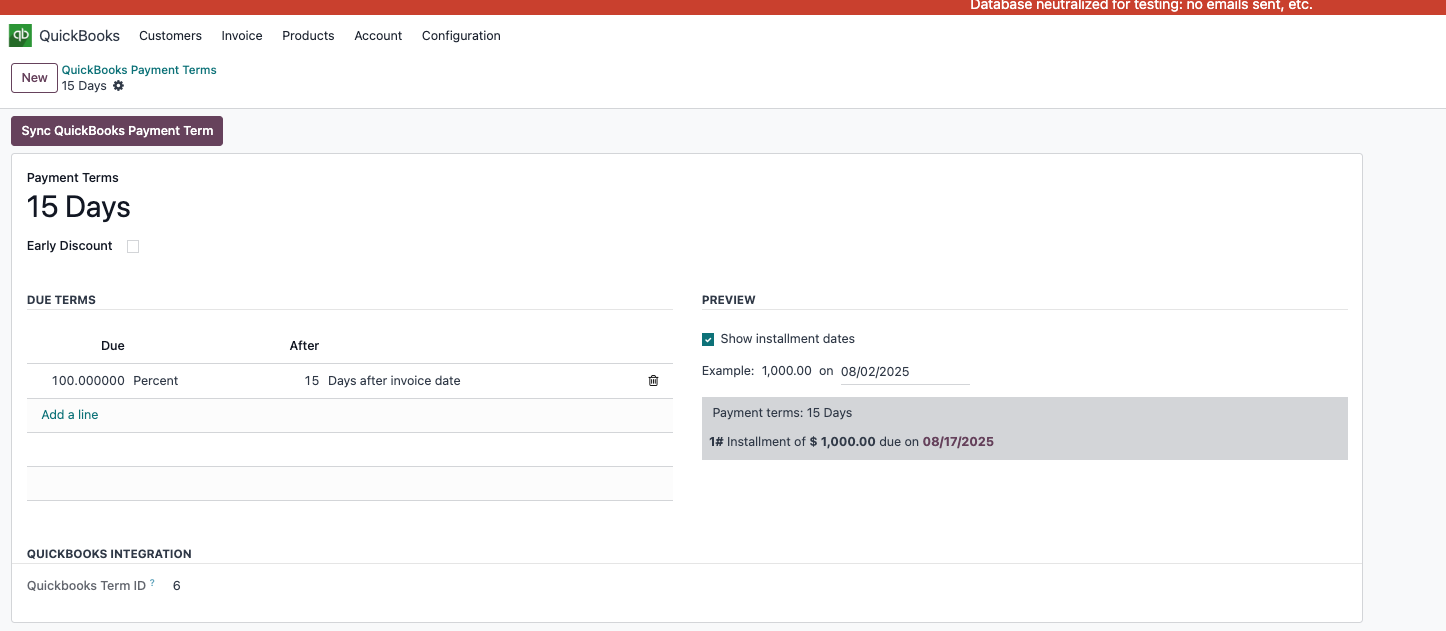 Database neutralized for testing: no emails sent, etc.
qb QuickBooks Customers Invoice Products Account Configuration
New
QuickBooks Payment Terms
15 Days
Sync QuickBooks Payment Term
Payment Terms
15 Days
Early Discount
DUE TERMS
Due After
100.000000 Percent 15 Days after invoice date
Add a line
PREVIEW
Show installment dates
Example: 1,000.00 on 08/02/2025
Payment terms: 15 Days
1# Installment of $ 1,000.00 due on 08/17/2025
QUICKBOOKS INTEGRATION
Quickbooks Term ID ? 6